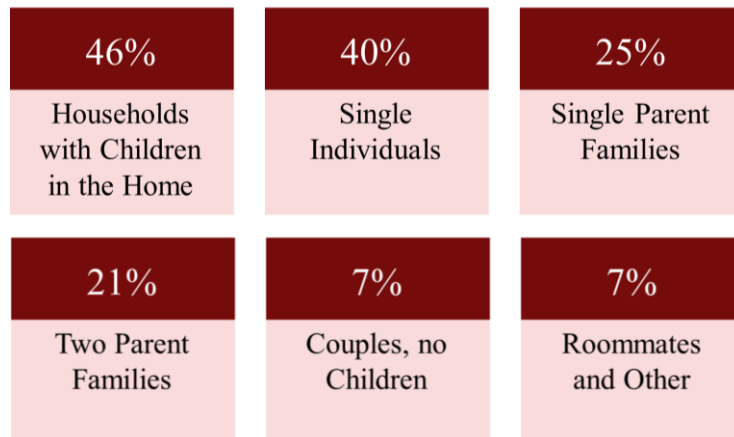 46%
Households
with Children
in the Home
40%
Single
Individuals
25%
Single Parent
Families
21%
Two Parent
Families
7%
Couples, no
Children
7%
Roommates
and Other